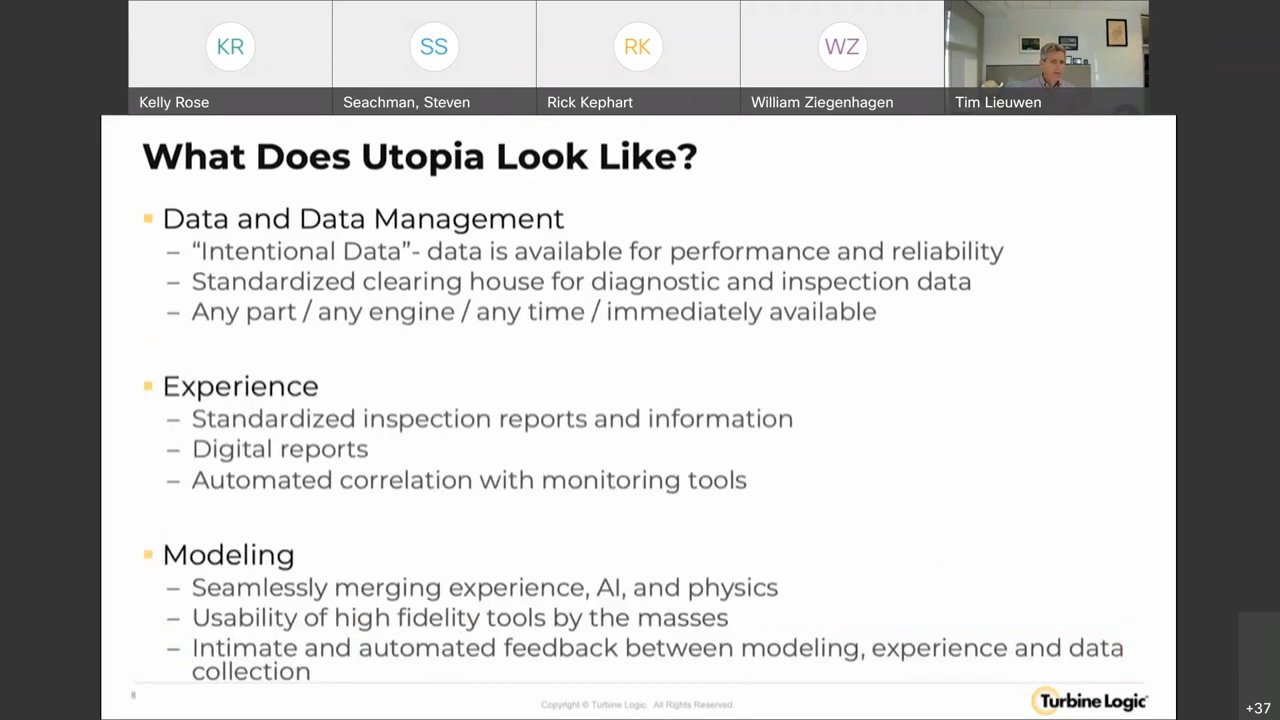 KR
SS
RK
WZ
Kelly Rose
Seachman, Steven
Rick Kephart
William Ziegenhagen
Tim Lieuwen
What Does Utopia Look Like?
Data and Data Management
– “Intentional Data”- data is available for performance and reliability
– Standardized clearing house for diagnostic and inspection data
– Any part / any engine / any time / immediately available
Experience
– Standardized inspection reports and information
– Digital reports
– Automated correlation with monitoring tools
Modeling
– Seamlessly merging experience, AI, and physics
– Usability of high fidelity tools by the masses
– Intimate and automated feedback between modeling, experience and data
collection
8
Copyright © Turbine Logic. All Rights Reserved.
Turbine Logic
+37